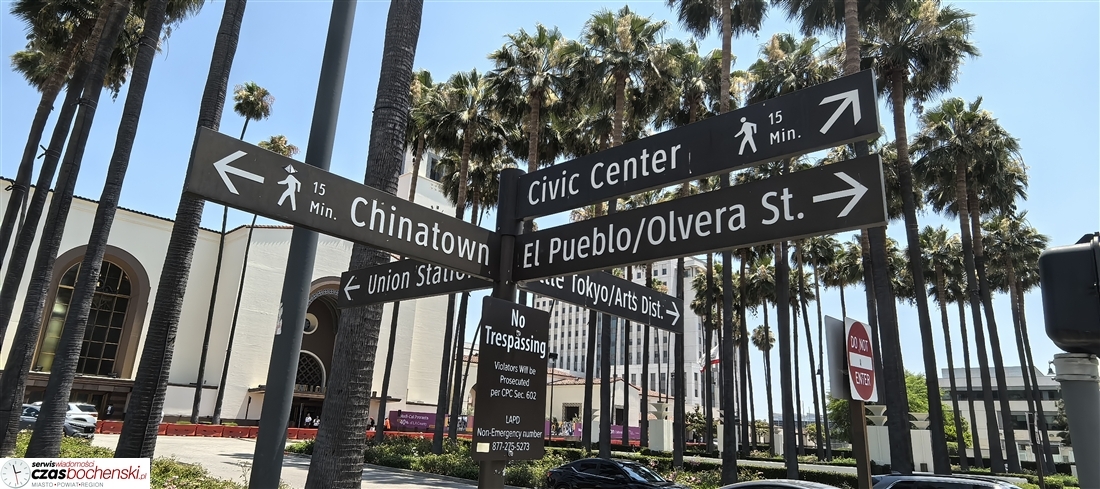 Civic Center
15
Min.
15
Min.
Chinatown
El Pueblo/Olvera St.
Union Station
Tokyo/Arts Dist.
No
Trespassing
Violators Will be
Prosecuted
per CPC Sec. 602
LAPD
Non-Emergency number
877-275-5273
DO NOT
ENTER
serwis wiadomości
czasbochenski.pl
MIASTO•POWIAT•REGION